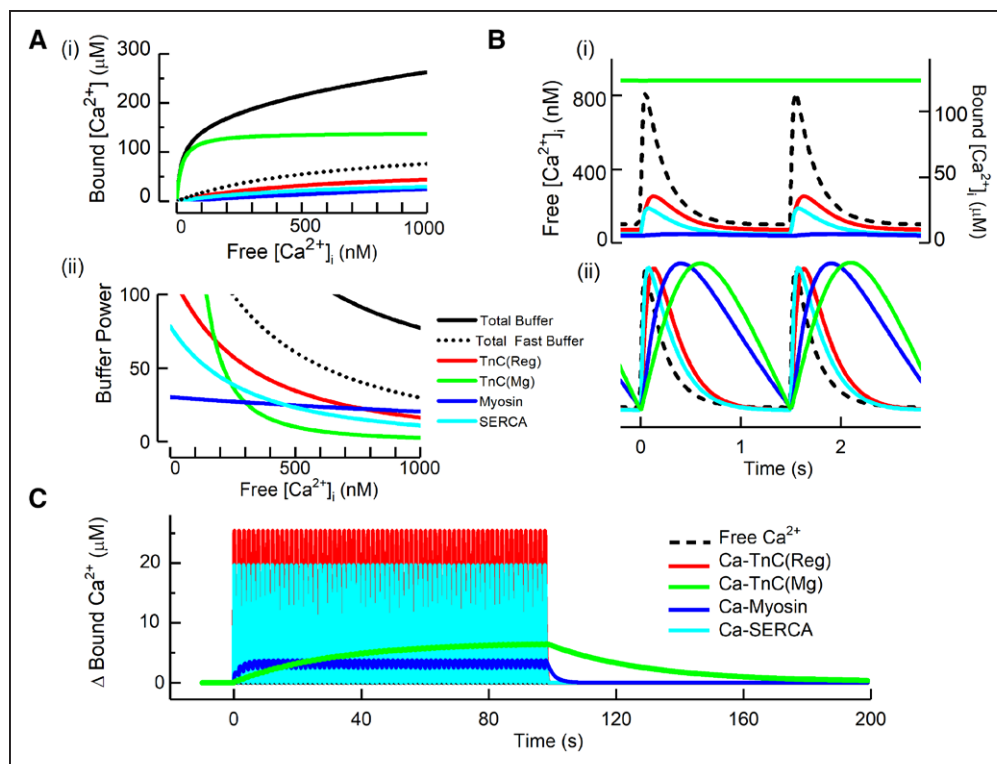 A
(i)
Bound [Ca2+] (µM)
300
200
100
0
0
500
1000
Free [Ca2+]i (nM)
(ii)
Buffer Power
100
50
0
0
500
1000
Free [Ca2+]i (nM)
Total Buffer
Total Fast Buffer
TnC(Reg)
TnC(Mg)
Myosin
SERCA
B
(i)
Free [Ca2+]i (nM)
800
400
0
100
50
0
Bound [Ca2+]i (µM)
(ii)
0
1
2
Time (s)
C
Δ Bound Ca2+ (µM)
20
10
0
0
40
80
120
160
200
Time (s)
Free Ca2+
Ca-TnC(Reg)
Ca-TnC(Mg)
Ca-Myosin
Ca-SERCA